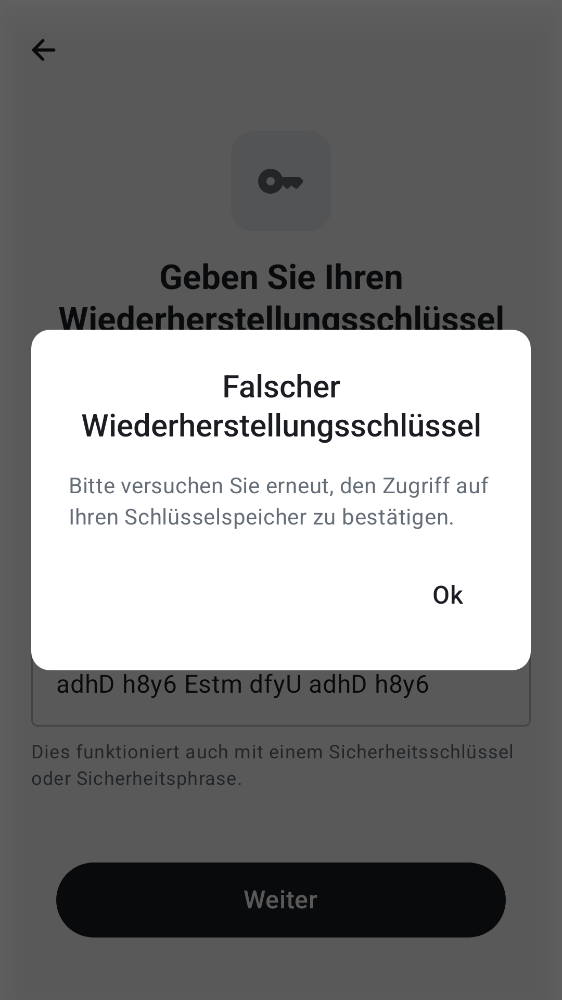 Geben Sie Ihren
Wiederherstellungsschlüssel
Falscher
Wiederherstellungsschlüssel
Bitte versuchen Sie erneut, den Zugriff auf
Ihren Schlüsselspeicher zu bestätigen.
Ok
adhD h8y6 Estm dfyU adhD h8y6
Dies funktioniert auch mit einem Sicherheitsschlüssel
oder Sicherheitsphrase.
Weiter